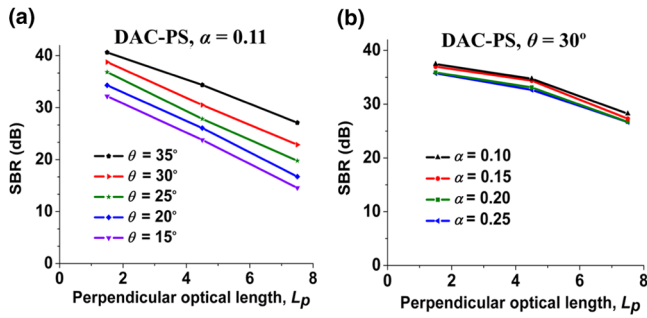 (a)
DAC-PS, α = 0.11
SBR (dB)
40
30
20
10
0
θ = 35°
θ = 30°
θ = 25°
θ = 20°
θ = 15°
0 2 4 6 8
Perpendicular optical length, Lp
(b)
DAC-PS, θ = 30º
SBR (dB)
40
30
20
10
0
α = 0.10
α = 0.15
α = 0.20
α = 0.25
0 2 4 6 8
Perpendicular optical length, Lp